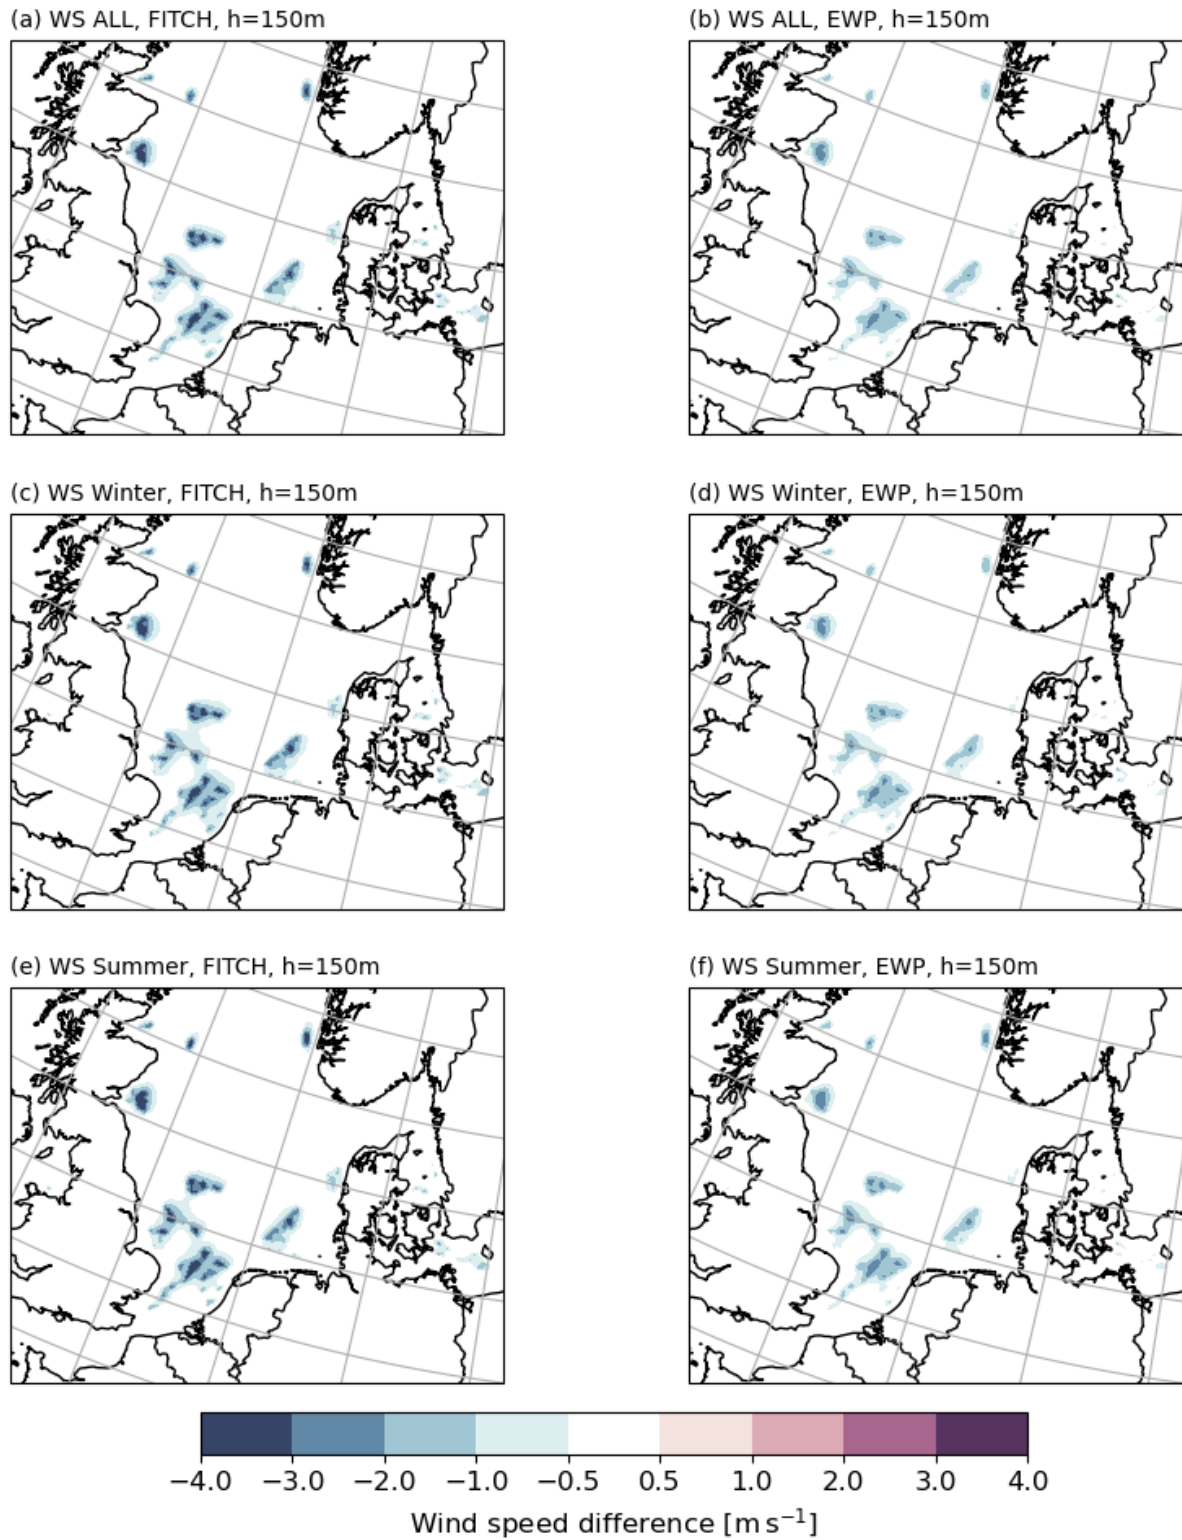 (a) WS ALL, FITCH, h=150m
(b) WS ALL, EWP, h=150m
(c) WS Winter, FITCH, h=150m
(d) WS Winter, EWP, h=150m
(e) WS Summer, FITCH, h=150m
(f) WS Summer, EWP, h=150m
−4.0 −3.0 −2.0 −1.0 −0.5 0.5 1.0 2.0 3.0 4.0
Wind speed difference [m s⁻¹]